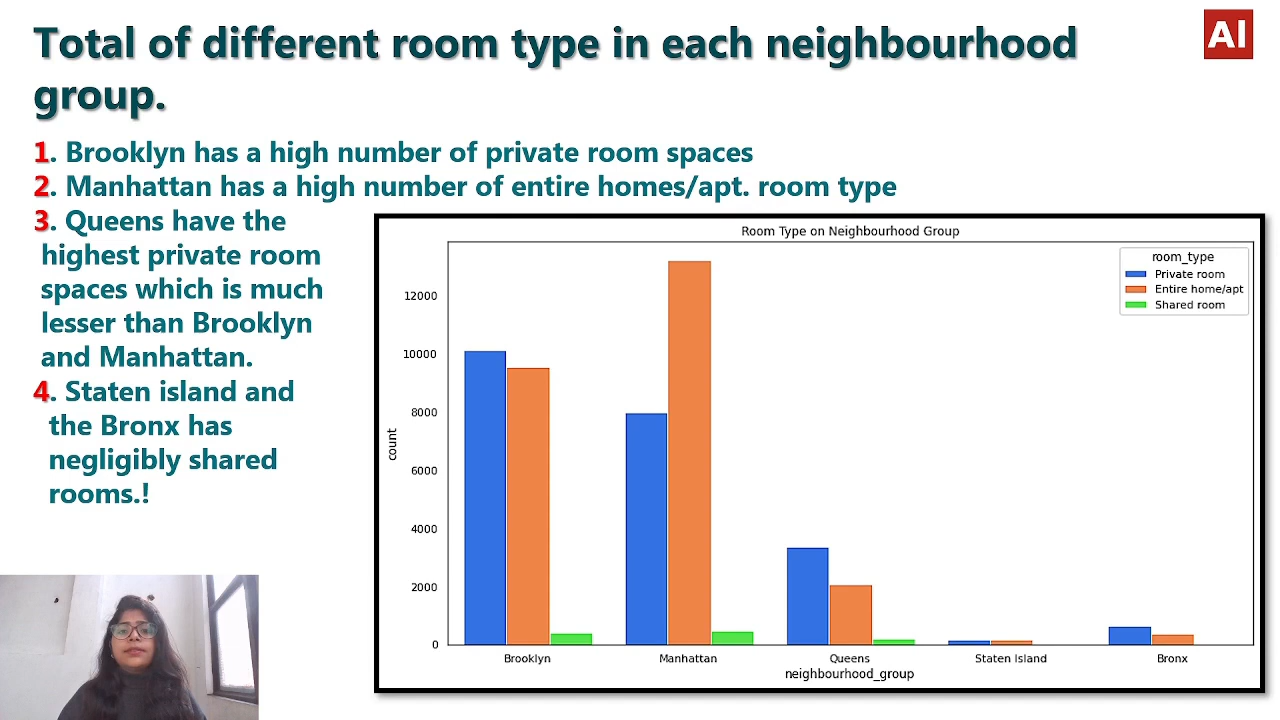 Total of different room type in each neighbourhood
group.
AI
1. Brooklyn has a high number of private room spaces
2. Manhattan has a high number of entire homes/apt. room type
3. Queens have the
highest private room
spaces which is much
lesser than Brooklyn
and Manhattan.
4. Staten island and
the Bronx has
negligibly shared
rooms.!
Room Type on Neighbourhood Group
room_type
Private room
Entire home/apt
Shared room
12000
10000
8000
6000
4000
2000
0
count
Brooklyn Manhattan Queens Staten Island Bronx
neighbourhood_group